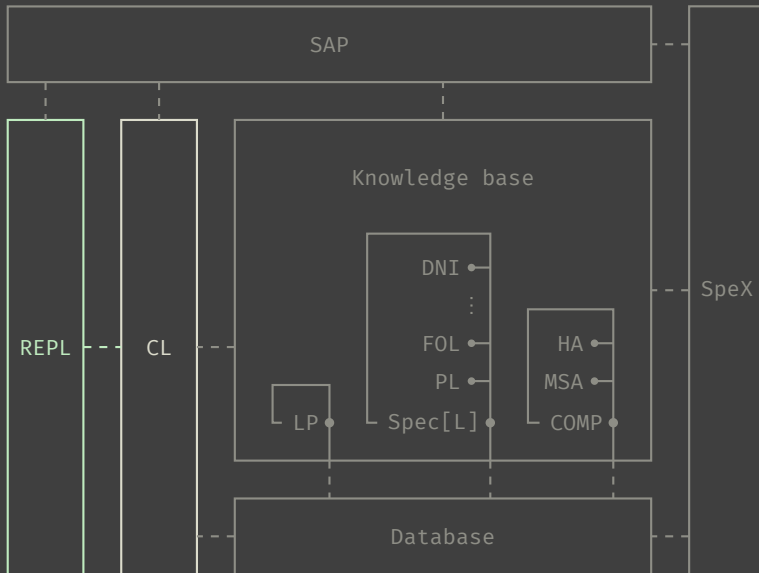 SAP
Knowledge base
DNI
⋮
SpeX
FOL
HA
REPL
CL
PL
MSA
LP
Spec[L]
COMP
Database